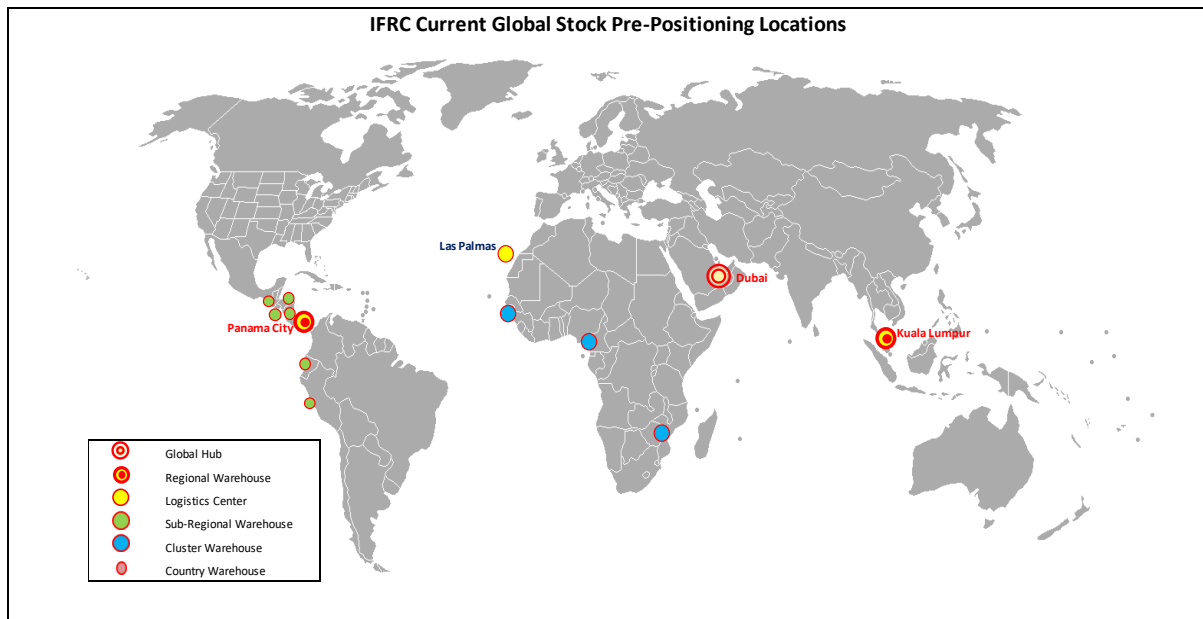 IFRC Current Global Stock Pre-Positioning Locations
Las Palmas
Dubai
Panama City
Kuala Lumpur
Global Hub
Regional Warehouse
Logistics Center
Sub-Regional Warehouse
Cluster Warehouse
Country Warehouse